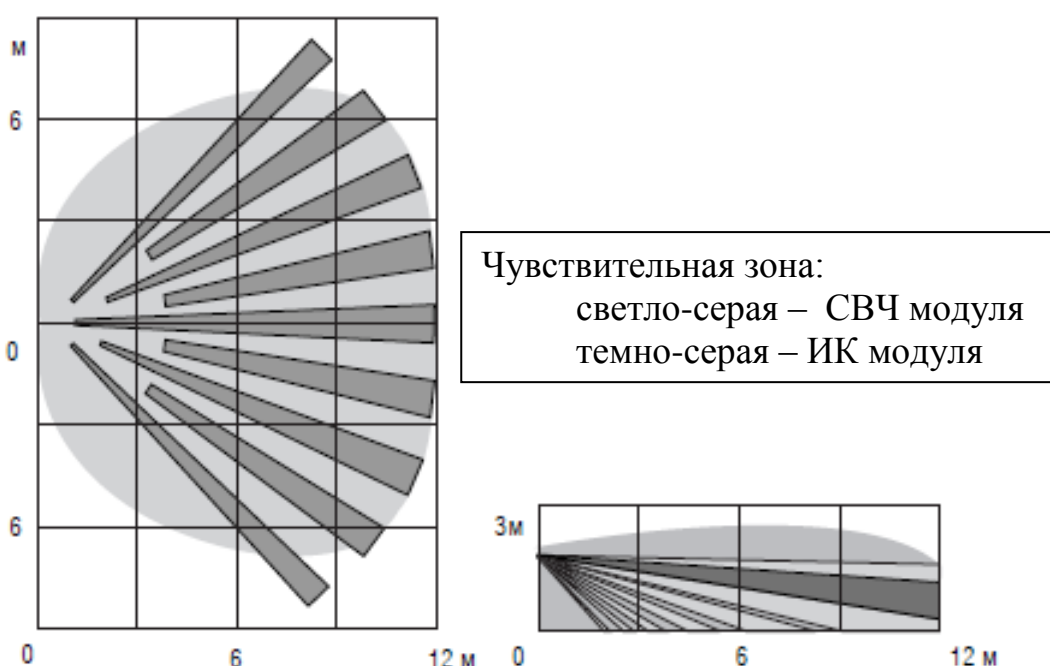 м
6
0
6
0 6 12 м
Чувствительная зона:
светло-серая – СВЧ модуля
темно-серая – ИК модуля
3м
0 6 12 м